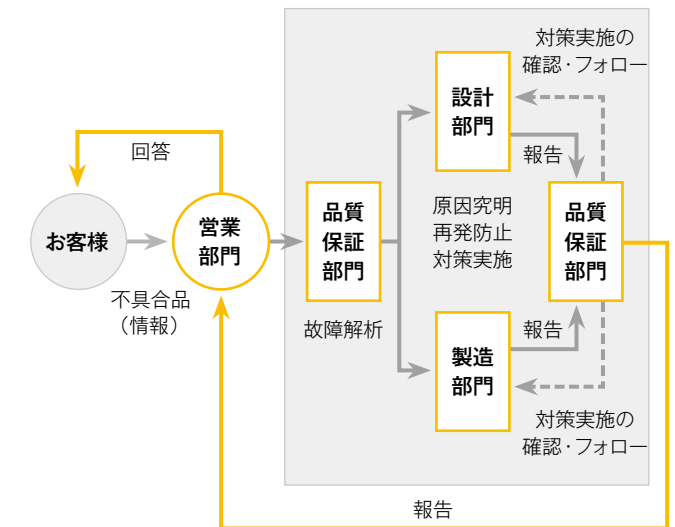 対策実施の
確認・フォロー
設計
部門
報告
回答
お客様
営業
部門
品質
保証
部門
原因究明
再発防止
対策実施
品質
保証
部門
不具合品
（情報）
故障解析
報告
製造
部門
対策実施の
確認・フォロー
報告